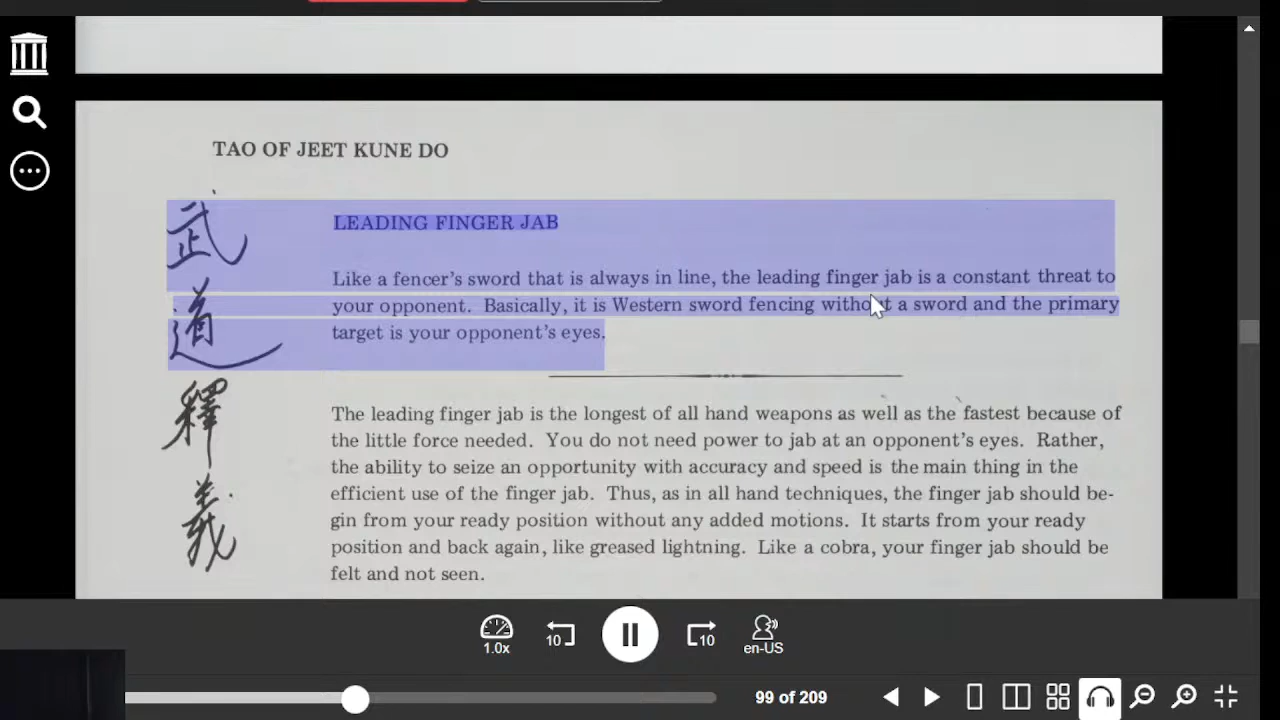 TAO OF JEET KUNE DO
武道釋義
LEADING FINGER JAB
Like a fencer's sword that is always in line, the leading finger jab is a constant threat to
your opponent. Basically, it is Western sword fencing without a sword and the primary
target is your opponent's eyes.
The leading finger jab is the longest of all hand weapons as well as the fastest because of
the little force needed. You do not need power to jab at an opponent's eyes. Rather,
the ability to seize an opportunity with accuracy and speed is the main thing in the
efficient use of the finger jab. Thus, as in all hand techniques, the finger jab should be-
gin from your ready position without any added motions. It starts from your ready
position and back again, like greased lightning. Like a cobra, your finger jab should be
felt and not seen.
1.0x
10
10
en-US
99 of 209